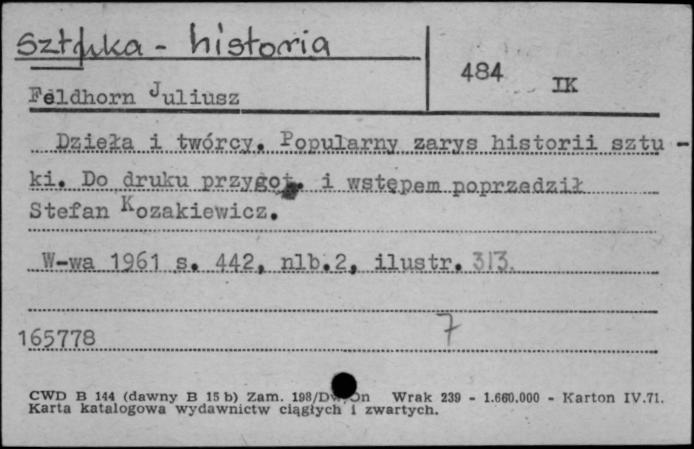 Sztuka - historia
484 IK
Feldhorn Juliusz
Dzieła i twórcy. Popularny zarys historii sztu -
ki. Do druku przygot. i wstępem poprzedził
Stefan Kozakiewicz.
W-wa 1961 s. 442, nlb.2, ilustr. 313.
7
165778
CWD B 144 (dawny B 15 b) Zam. 198/Dw/On Wrak 239 - 1.660.000 - Karton IV.71.
Karta katalogowa wydawnictw ciągłych i zwartych.